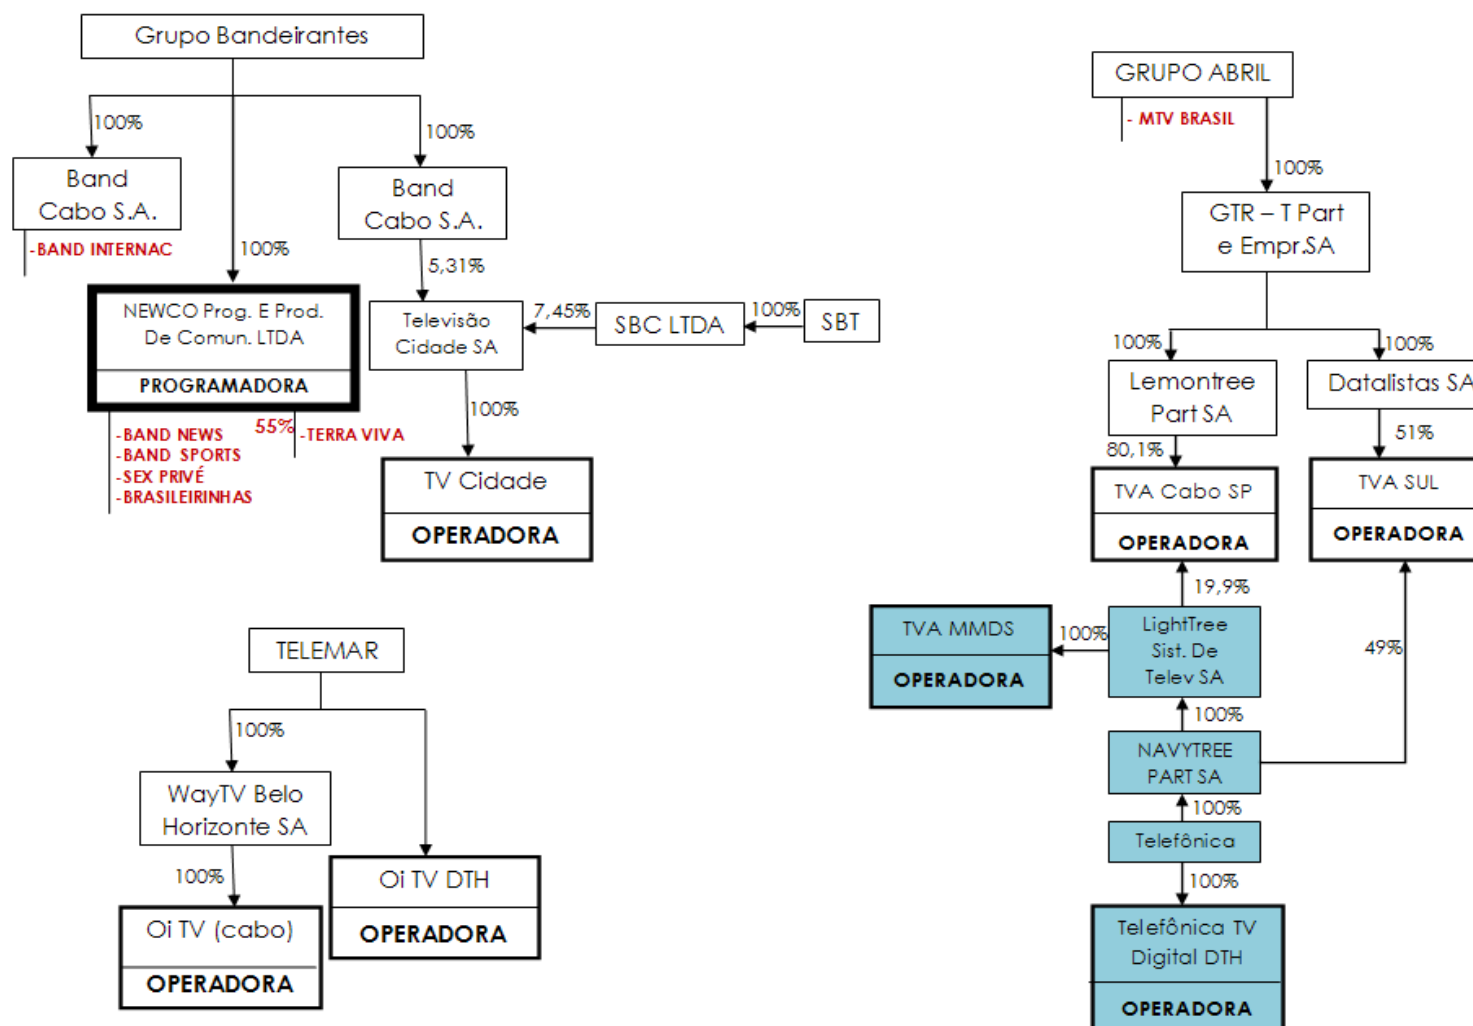 Grupo Bandeirantes
100%
100%
Band
Cabo S.A.
-BAND INTERNAC
100%
Band
Cabo S.A.
5,31%
NEWCO Prog. E Prod.
De Comun. LTDA
PROGRAMADORA
-BAND NEWS
-BAND SPORTS
-SEX PRIVÉ
-BRASILEIRINHAS
55%
-TERRA VIVA
Televisão
Cidade SA
7,45%
SBC LTDA
100%
SBT
100%
TV Cidade
OPERADORA
TELEMAR
100%
WayTV Belo
Horizonte SA
100%
Oi TV (cabo)
OPERADORA
Oi TV DTH
OPERADORA
GRUPO ABRIL
- MTV BRASIL
100%
GTR – T Part
e Empr.SA
100%
100%
Lemontree
Part SA
Datalistas SA
80,1%
51%
TVA Cabo SP
OPERADORA
TVA SUL
OPERADORA
19,9%
TVA MMDS
OPERADORA
100%
LightTree
Sist. De
Telev SA
49%
100%
NAVYTREE
PART SA
100%
Telefônica
100%
Telefônica TV
Digital DTH
OPERADORA